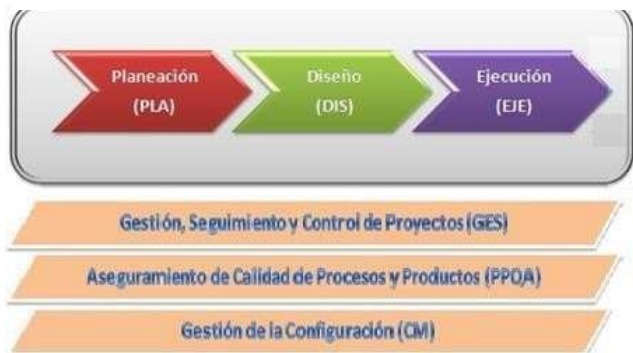 Planeación
(PLA)
Diseño
(DIS)
Ejecución
(EJE)
Gestión, Seguimiento y Control de Proyectos (GES)
Aseguramiento de Calidad de Procesos y Productos (PPQA)
Gestión de la Configuración (CM)